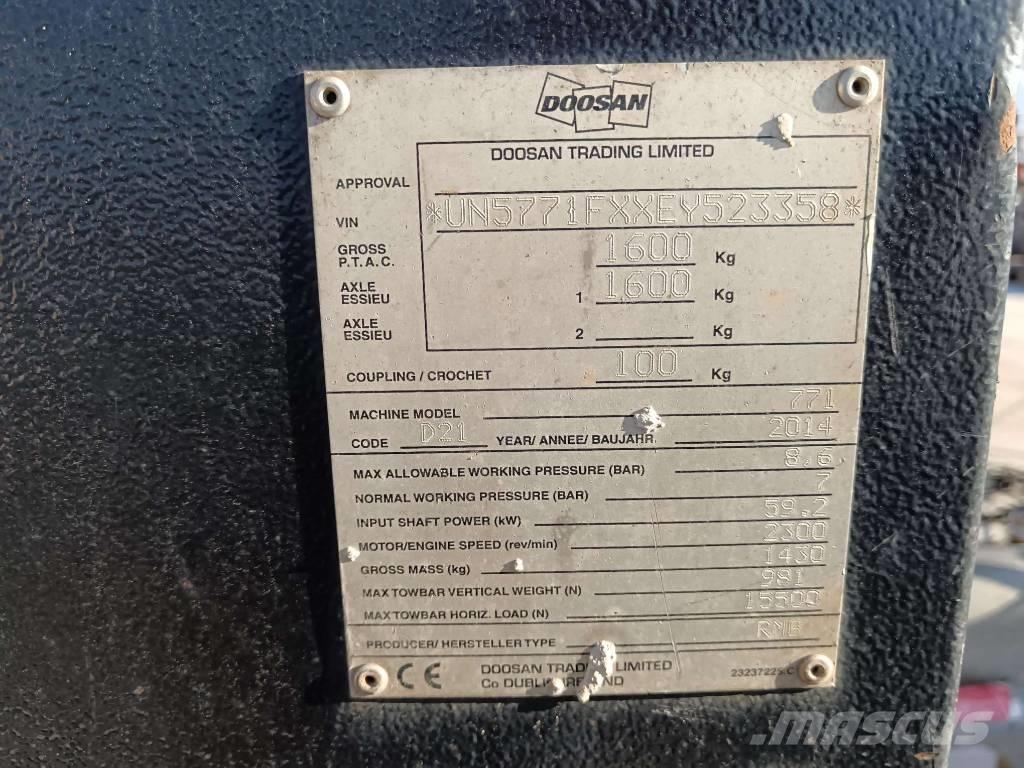 DOOSAN
DOOSAN TRADING LIMITED
APPROVAL
VIN *UN5771FXXEY523358*
GROSS P.T.A.C. 1600 Kg
AXLE ESSIEU 1 1600 Kg
AXLE ESSIEU 2 Kg
COUPLING / CROCHET 100 Kg
MACHINE MODEL 771
CODE D21 YEAR/ ANNEE/ BAUJAHR 2014
MAX ALLOWABLE WORKING PRESSURE (BAR) 8.6
NORMAL WORKING PRESSURE (BAR) 7
INPUT SHAFT POWER (kW) 59.2
MOTOR/ENGINE SPEED (rev/min) 2300
GROSS MASS (kg) 1430
MAX TOWBAR VERTICAL WEIGHT (N) 981
MAX TOWBAR HORIZ. LOAD (N) 15500
PRODUCER/ HERSTELLER TYPE
CE DOOSAN TRADING LIMITED 23237225.C
Co DUBLIN
MASCUS